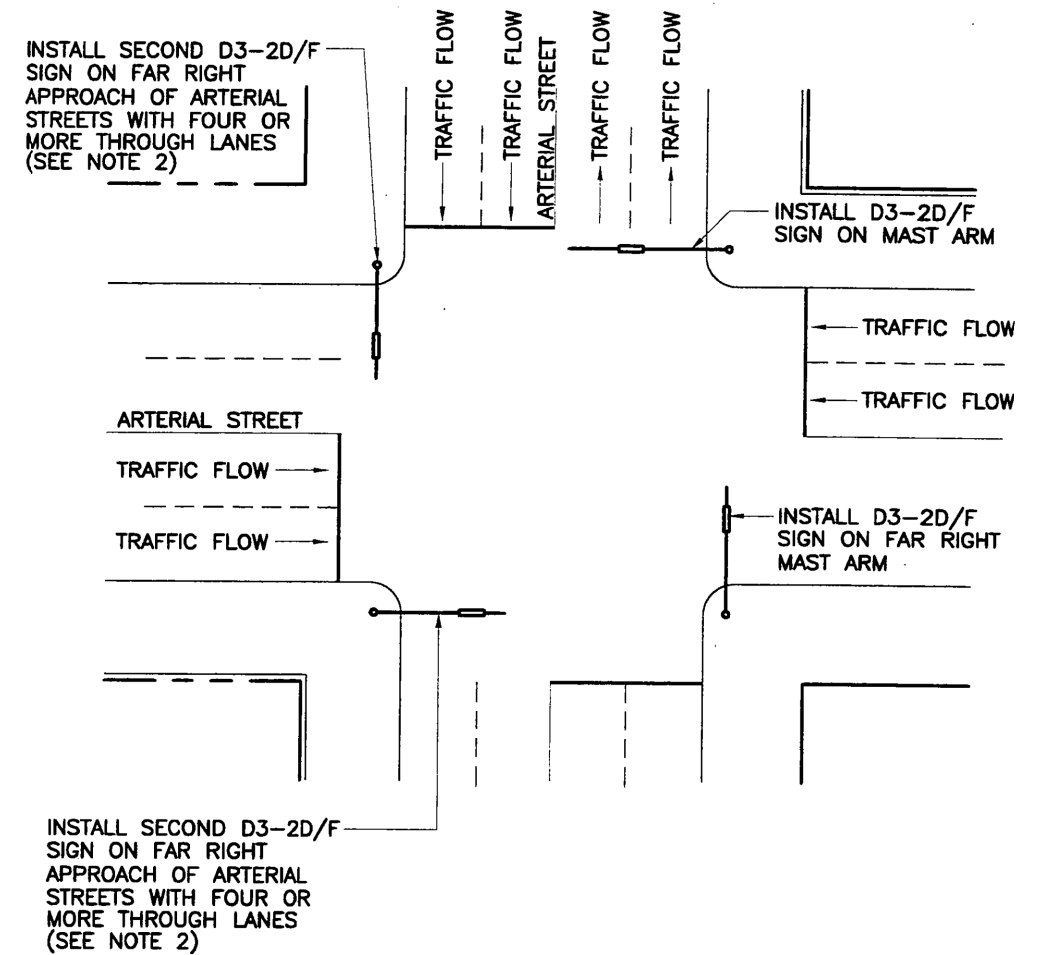 INSTALL SECOND D3-2D/F
SIGN ON FAR RIGHT
APPROACH OF ARTERIAL
STREETS WITH FOUR OR
MORE THROUGH LANES
(SEE NOTE 2)
TRAFFIC FLOW
TRAFFIC FLOW
ARTERIAL STREET
TRAFFIC FLOW
TRAFFIC FLOW
INSTALL D3-2D/F
SIGN ON MAST ARM
TRAFFIC FLOW
TRAFFIC FLOW
ARTERIAL STREET
TRAFFIC FLOW
TRAFFIC FLOW
INSTALL D3-2D/F
SIGN ON FAR RIGHT
MAST ARM
INSTALL SECOND D3-2D/F
SIGN ON FAR RIGHT
APPROACH OF ARTERIAL
STREETS WITH FOUR OR
MORE THROUGH LANES
(SEE NOTE 2)